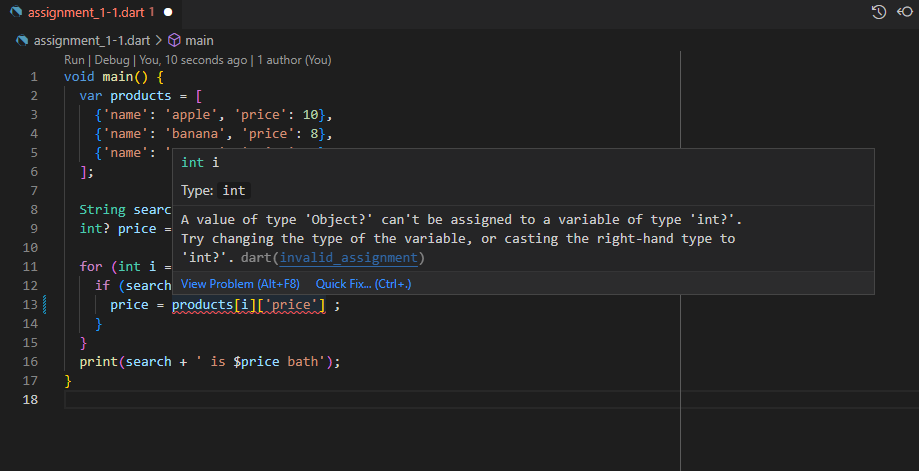 assignment_1-1.dart 1
assignment_1-1.dart > main
Run | Debug | You, 10 seconds ago | 1 author (You)
1 void main() {
2 var products = [
3 {'name': 'apple', 'price': 10},
4 {'name': 'banana', 'price': 8},
5 {'name': '
6 ];
7
8 String searc
9 int? price =
10
11 for (int i =
12 if (search
int i
Type: int
A value of type 'Object?' can't be assigned to a variable of type 'int?'.
Try changing the type of the variable, or casting the right-hand type to
'int?'. dart(invalid_assignment)
View Problem (Alt+F8) Quick Fix... (Ctrl+.)
13 price = products[i]['price'] ;
14 }
15 }
16 print(search + ' is $price bath');
17 }
18